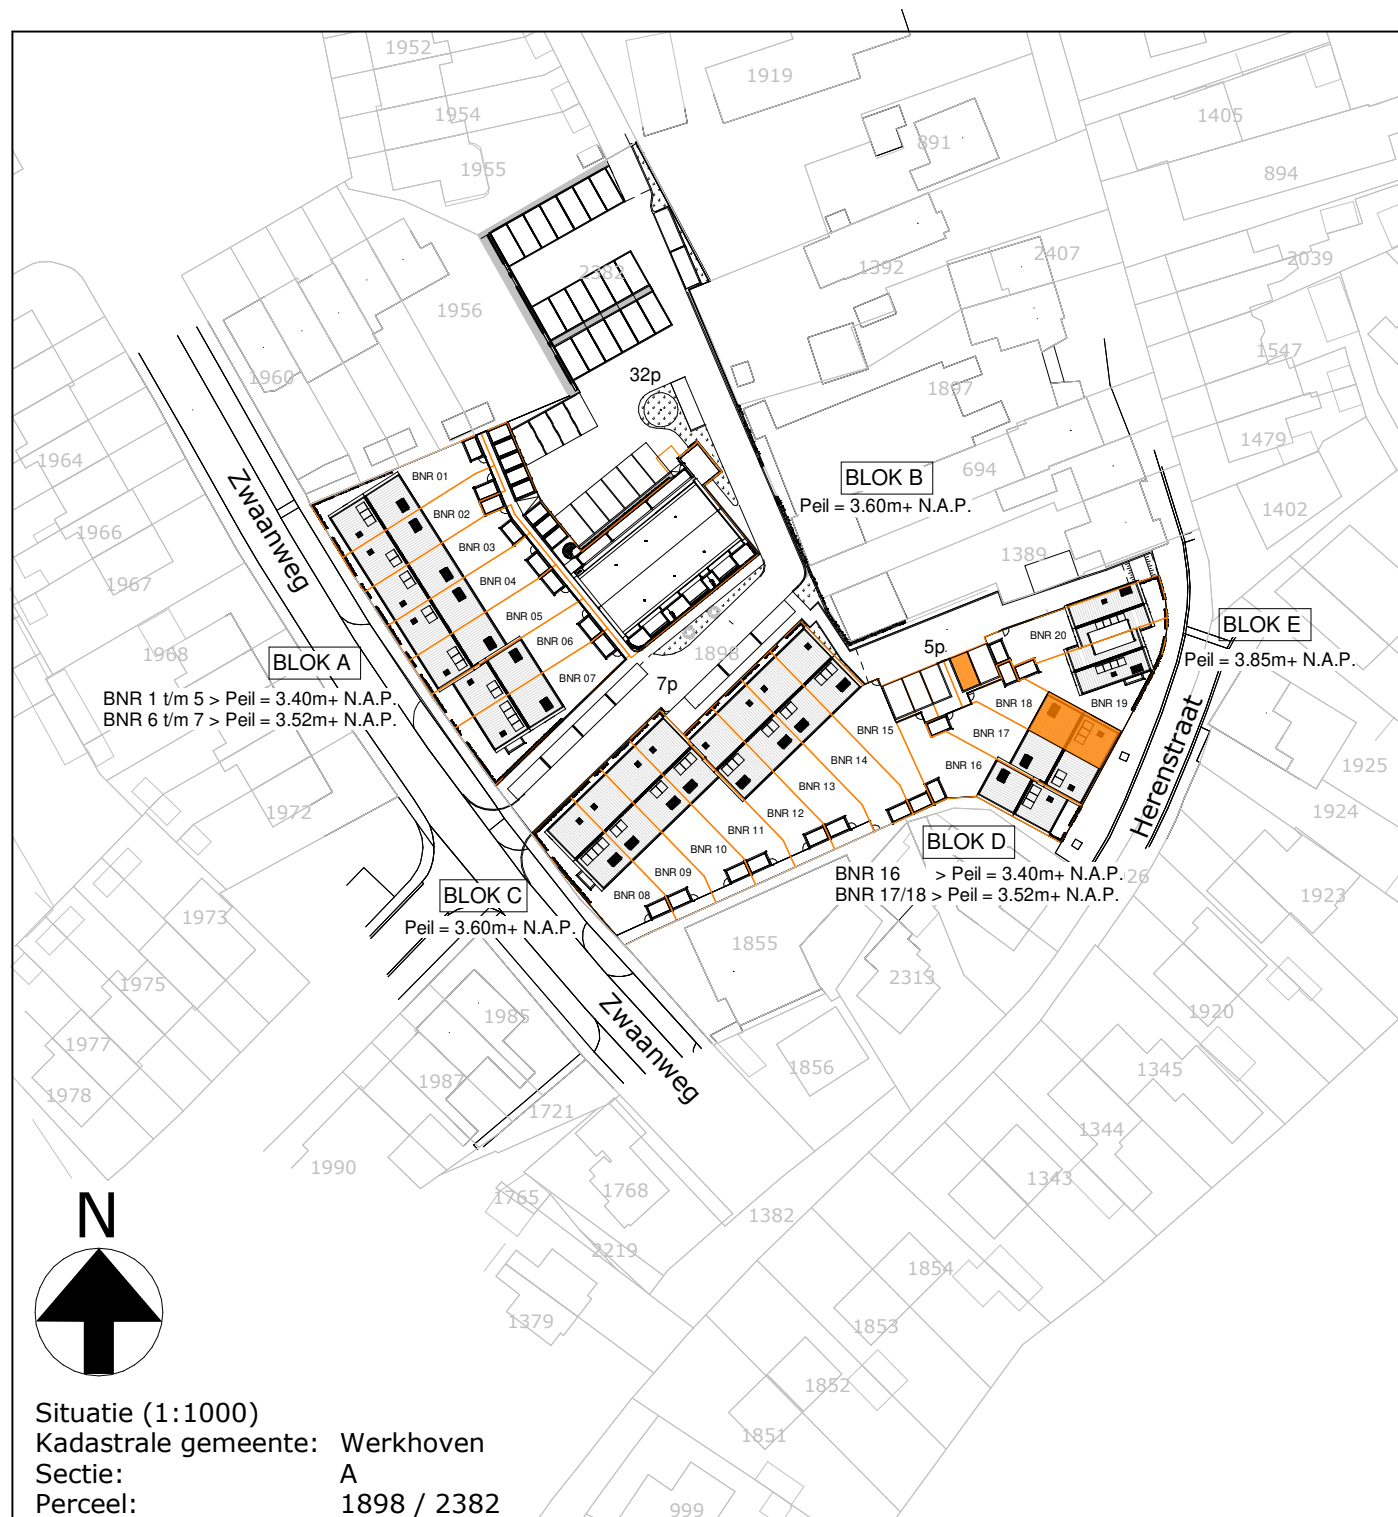 1952
1919
1954
1405
891
1955
894
2382
1392
2407
2039
1956
1547
1960
32p
1897
1479
1964
BNR 01
Zwaanweg
BLOK B
694
Peil = 3.60m+ N.A.P.
BNR 02
1402
1966
BNR 03
1389
1967
BNR 04
BNR 05
BLOK E
BNR 20
1968
BNR 06
1898
5p.
Peil = 3.85m+ N.A.P.
BLOK A
BNR 07
7p
BNR 1 t/m 5 > Peil = 3.40m+ N.A.P.
BNR 6 t/m 7 > Peil = 3.52m+ N.A.P.
BNR 18
BNR 19
BNR 15
BNR 17
Herenstraat
BNR 14
BNR 16
1925
BNR 13
1972
BNR 12
1924
BNR 11
BLOK D
BNR 10
BNR 09
BNR 16 > Peil = 3.40m+ N.A.P.
26
BNR 17/18 > Peil = 3.52m+ N.A.P.
BNR 08
BLOK C
1923
1973
Peil = 3.60m+ N.A.P.
1855
1975
2313
1985
Zwaanweg
1920
1977
1856
1345
1987
1978
1721
1344
1990
1343
1765
1768
1382
N
2219
1854
1379
1853
1852
Situatie (1:1000)
1851
Kadastrale gemeente: Werkhoven
Sectie: A
Perceel: 1898 / 2382
999